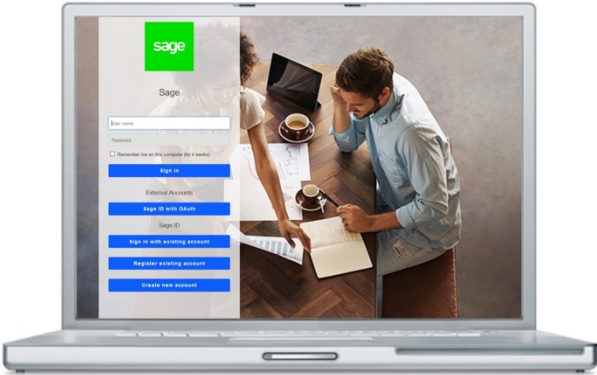 sage
Sage
User name
Password
Remember me on this computer (for 4 weeks)
Sign in
External Accounts
Sage ID with OAuth
Sage ID
Sign in with existing account
Register existing account
Create new account